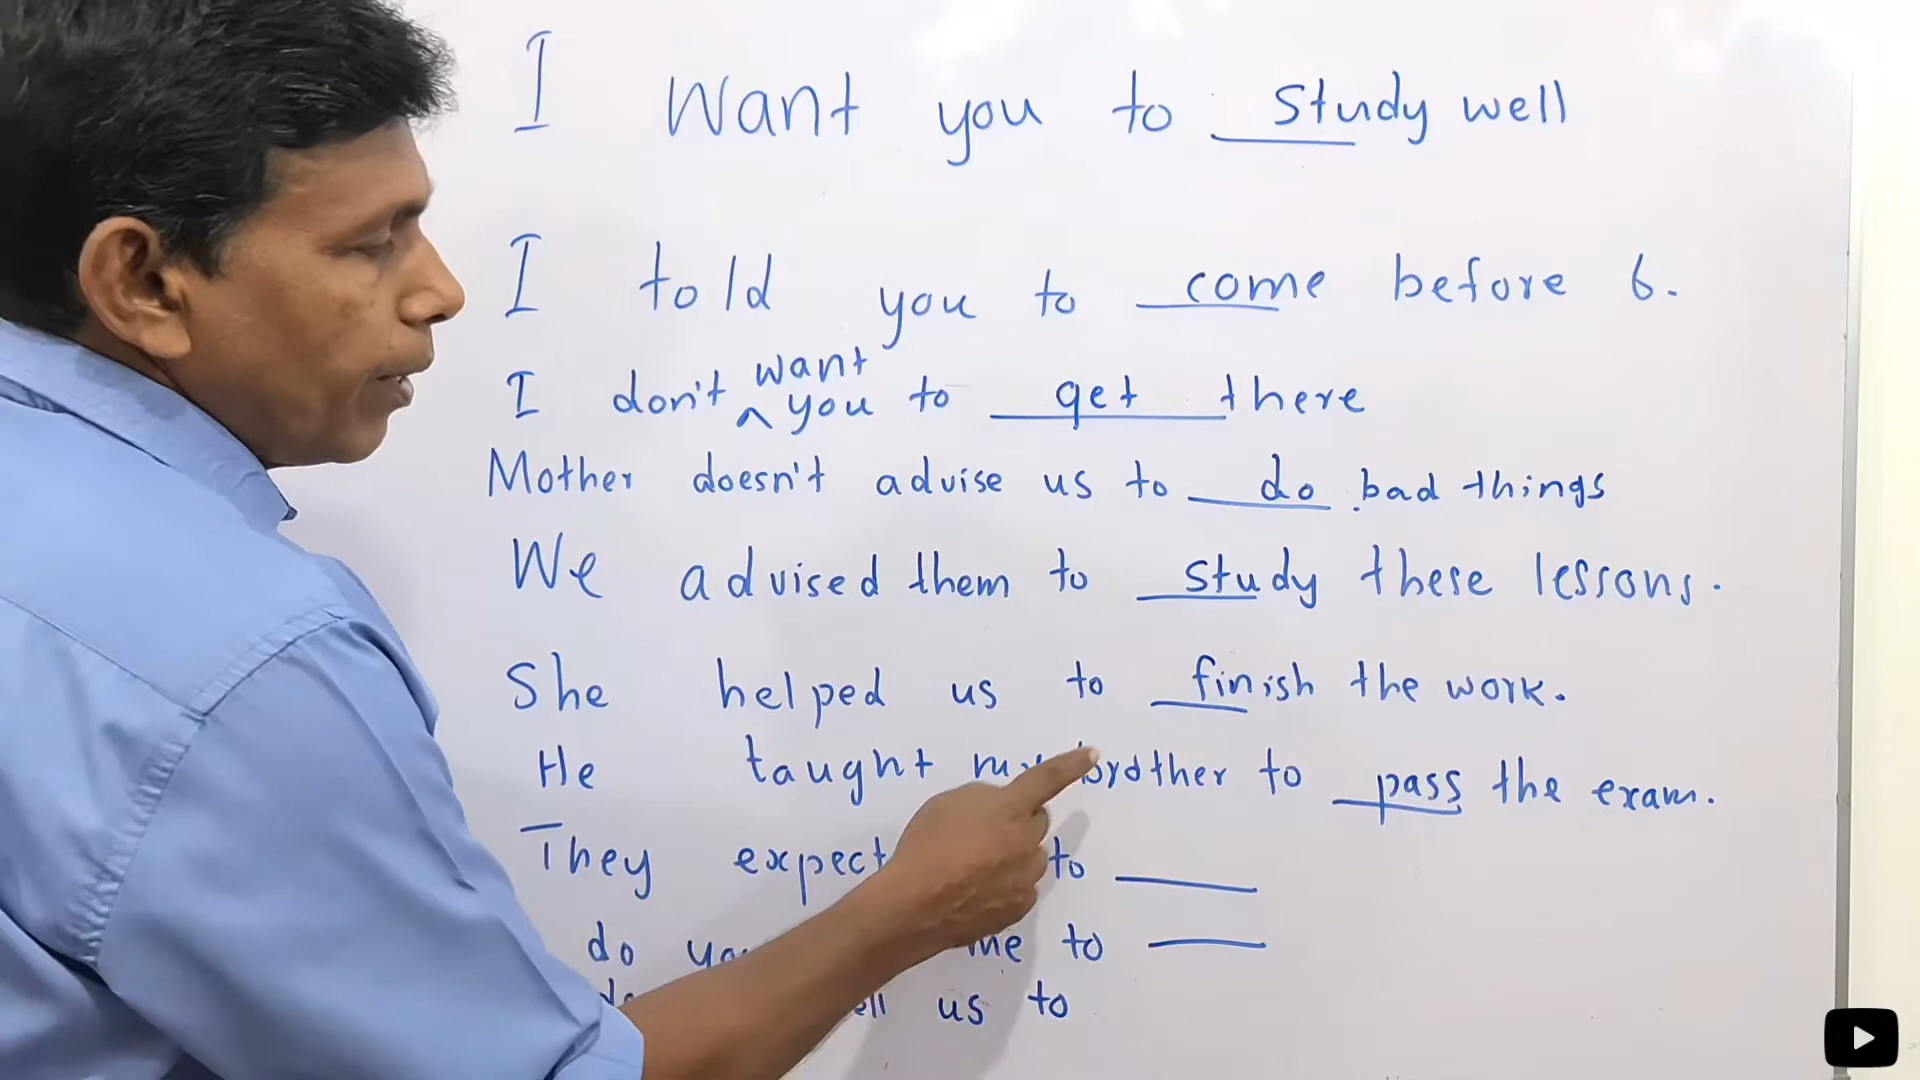 I want you to study well
I told you to come before 6.
I don't want you to get there
Mother doesn't advise us to do bad things
We advised them to study these lessons.
She helped us to finish the work.
He taught brother to pass the exam.
They expect to
do me to
us to